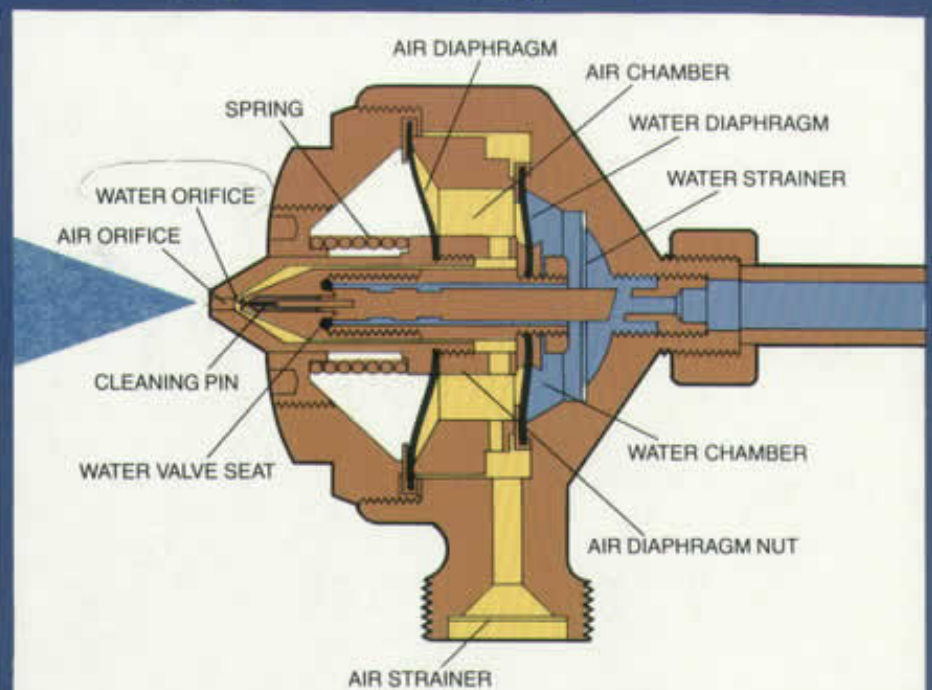 AIR DIAPHRAGM
AIR CHAMBER
SPRING
WATER DIAPHRAGM
WATER ORIFICE
WATER STRAINER
AIR ORIFICE
CLEANING PIN
WATER VALVE SEAT
WATER CHAMBER
AIR DIAPHRAGM NUT
AIR STRAINER